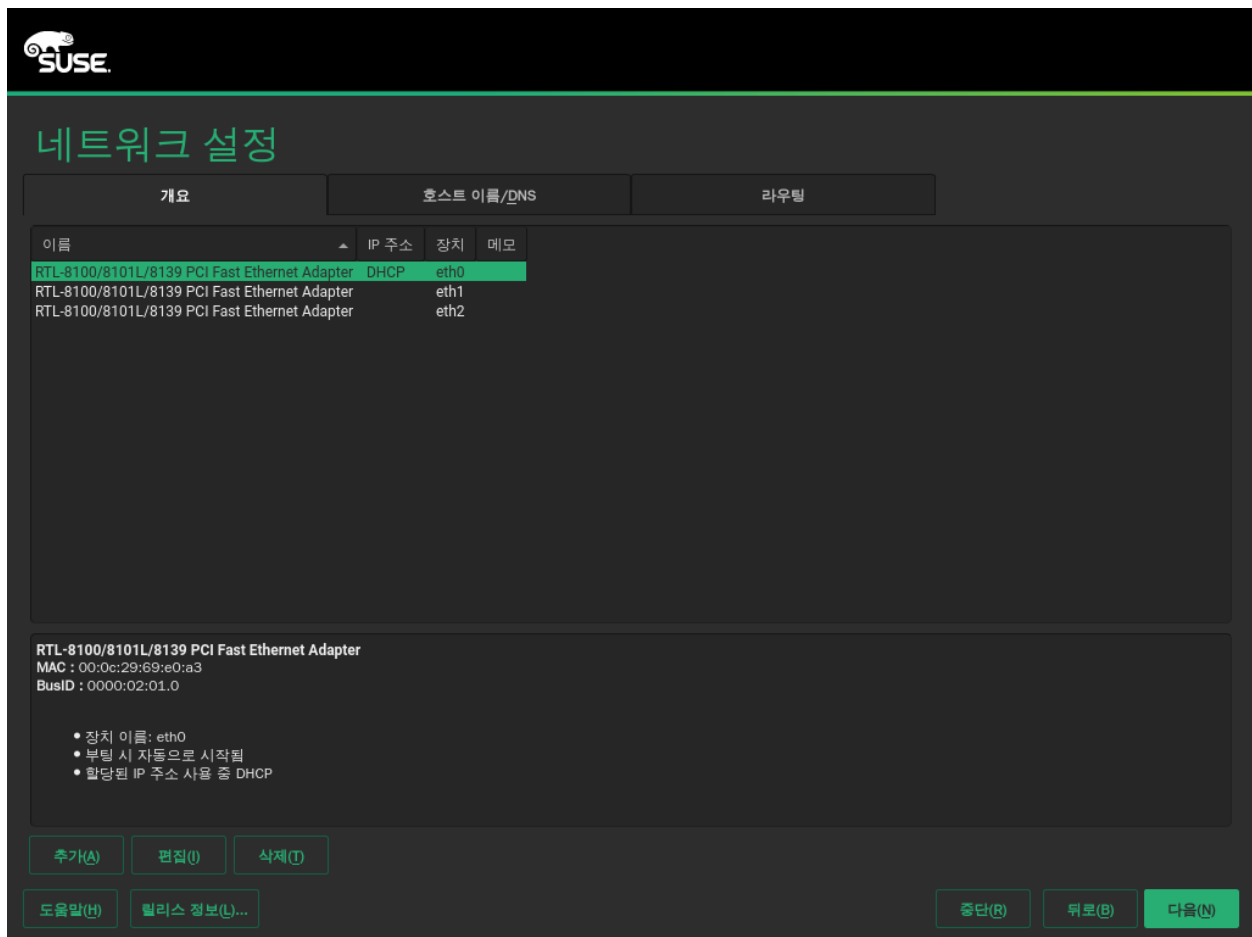 SUSE.
네트워크 설정
개요 호스트 이름/DNS 라우팅
이름 IP 주소 장치 메모
RTL-8100/8101L/8139 PCI Fast Ethernet Adapter DHCP eth0
RTL-8100/8101L/8139 PCI Fast Ethernet Adapter eth1
RTL-8100/8101L/8139 PCI Fast Ethernet Adapter eth2
RTL-8100/8101L/8139 PCI Fast Ethernet Adapter
MAC : 00:0c:29:69:e0:a3
BusID : 0000:02:01.0
• 장치 이름: eth0
• 부팅 시 자동으로 시작됨
• 할당된 IP 주소 사용 중 DHCP
추가(A) 편집(I) 삭제(T)
도움말(H) 릴리스 정보(L)... 중단(R) 뒤로(B) 다음(N)